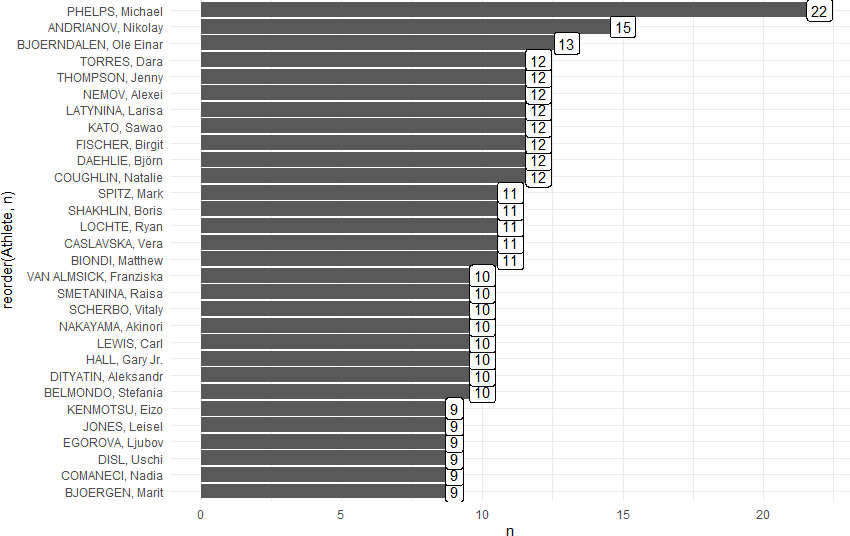 PHELPS, Michael 22
ANDRIANOV, Nikolay 15
BJOERNDALEN, Ole Einar 13
TORRES, Dara 12
THOMPSON, Jenny 12
NEMOV, Alexei 12
LATYNINA, Larisa 12
KATO, Sawao 12
FISCHER, Birgit 12
DAEHLIE, Björn 12
COUGHLIN, Natalie 12
SPITZ, Mark 11
SHAKHLIN, Boris 11
LOCHTE, Ryan 11
CASLAVSKA, Vera 11
BIONDI, Matthew 11
VAN ALMSICK, Franziska 10
SMETANINA, Raisa 10
SCHERBO, Vitaly 10
NAKAYAMA, Akinori 10
LEWIS, Carl 10
HALL, Gary Jr. 10
DITYATIN, Aleksandr 10
BELMONDO, Stefania 10
KENMOTSU, Eizo 9
JONES, Leisel 9
EGOROVA, Ljubov 9
DISL, Uschi 9
COMANECI, Nadia 9
BJOERGEN, Marit 9
reorder(Athlete, n)
0 5 10 15 20
n